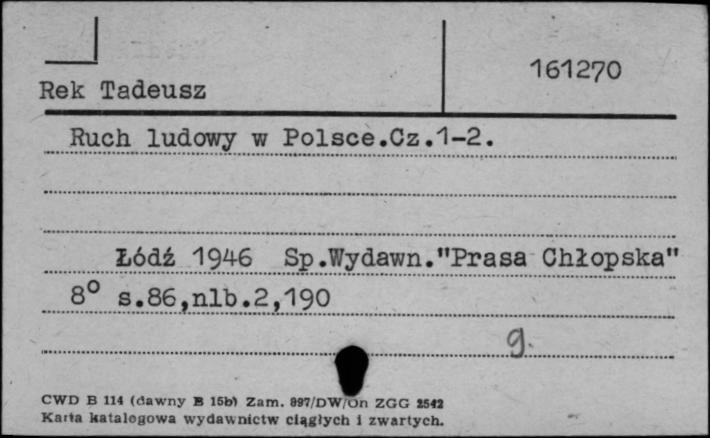 161270
Rek Tadeusz
Ruch ludowy w Polsce.Cz.1-2.
Łódź 1946 Sp.Wydawn."Prasa Chłopska"
8° s.86,nlb.2,190
g.
CWD B 114 (dawny B 15b) Zam. 897/DW/On ZGG 2542
Karta katalogowa wydawnictw ciągłych i zwartych.